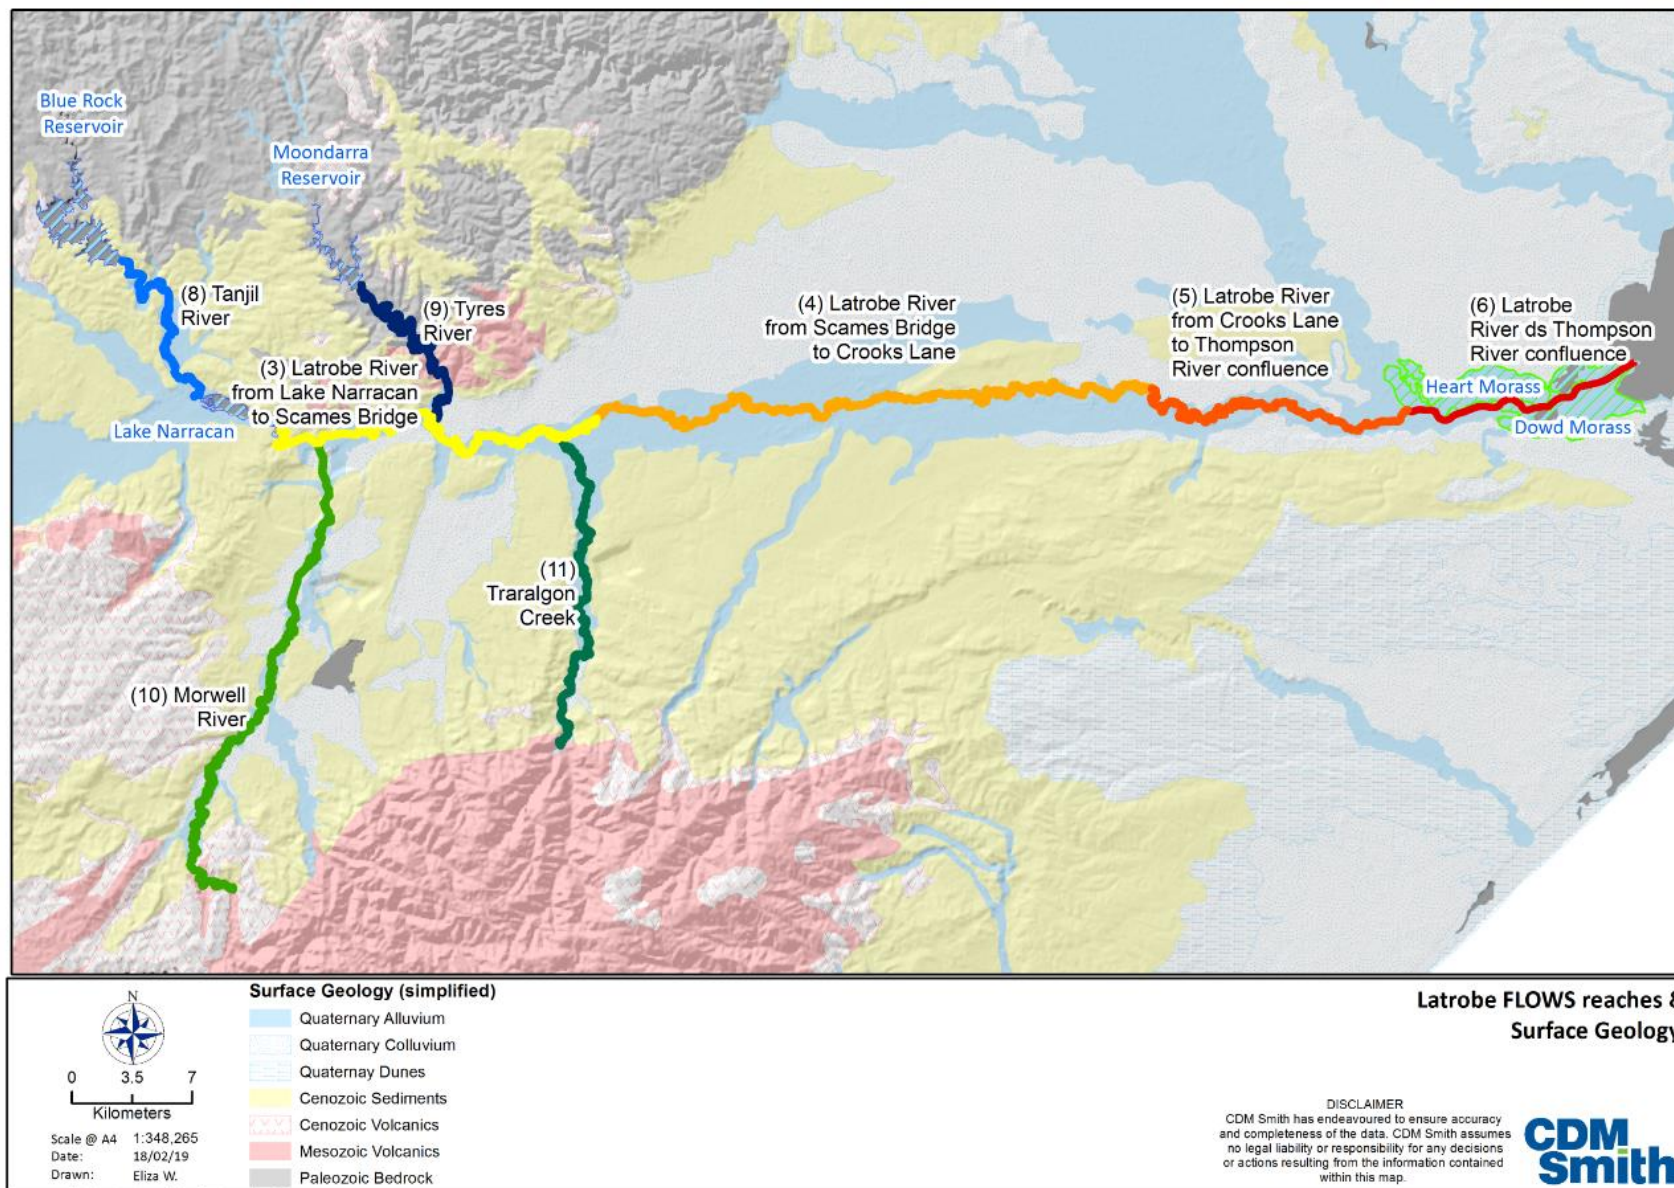 Blue Rock
Reservoir
Moondarra
Reservoir
(8) Tanjil
River
(9) Tyres
River
(3) Latrobe River
from Lake Narracan
to Scames Bridge
Lake Narracan
(4) Latrobe River
from Scames Bridge
to Crooks Lane
(5) Latrobe River
from Crooks Lane
to Thompson
River confluence
(6) Latrobe
River ds Thompson
River confluence
Heart Morass
Dowd Morass
(11)
Traralgon
Creek
(10) Morwell
River
N
0 3.5 7
Kilometers
Scale @ A4 1:348,265
Date: 18/02/19
Drawn: Eliza W.
Surface Geology (simplified)
Quaternary Alluvium
Quaternary Colluvium
Quaternay Dunes
Cenozoic Sediments
Cenozoic Volcanics
Mesozoic Volcanics
Paleozoic Bedrock
Latrobe FLOWS reaches &
Surface Geology
DISCLAIMER
CDM Smith has endeavoured to ensure accuracy
and completeness of the data. CDM Smith assumes
no legal liability or responsibility for any decisions
or actions resulting from the information contained
within this map.
CDM
Smith